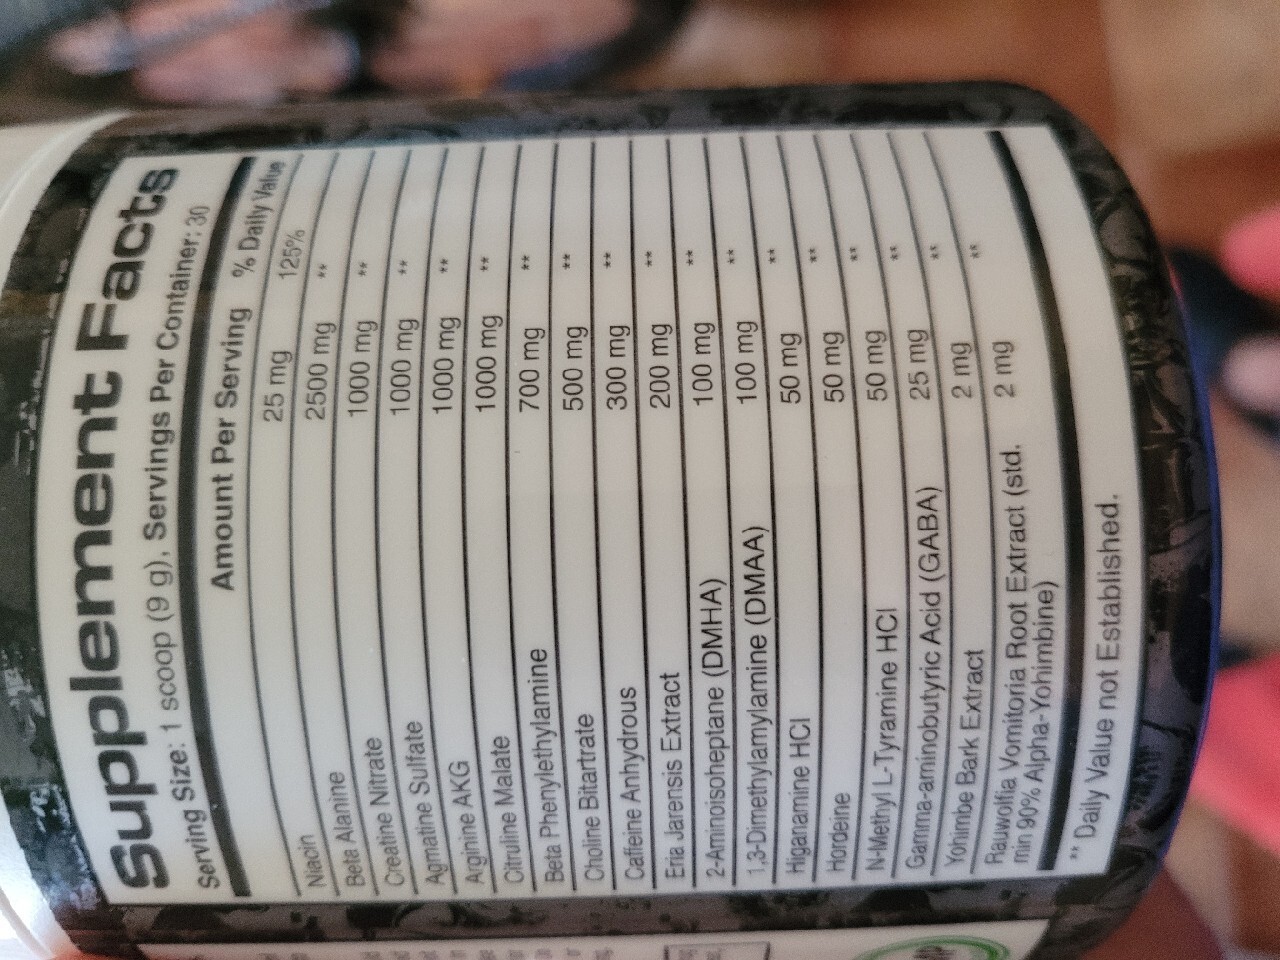 Supplement Facts
Serving Size: 1 scoop (9 g), Servings Per Container: 30
Amount Per Serving % Daily Value
Niacin 25 mg 125%
Beta Alanine 2500 mg **
Creatine Nitrate 1000 mg **
Agmatine Sulfate 1000 mg **
Arginine AKG 1000 mg **
Citruline Malate 1000 mg **
Beta Phenylethylamine 700 mg **
Choline Bitartrate 500 mg **
Caffeine Anhydrous 300 mg **
Eria Jarensis Extract 200 mg **
2-Aminoisoheptane (DMHA) 100 mg **
1,3-Dimethylamylamine (DMAA) 100 mg **
Higanamine HCl 50 mg **
Hordeine 50 mg **
N-Methyl L-Tyramine HCl 50 mg **
Gamma-aminobutyric Acid (GABA) 25 mg **
Yohimbe Bark Extract 2 mg **
Rauwolfia Vomitoria Root Extract (std. 2 mg **
min 90% Alpha-Yohimbine)
** Daily Value not Established.